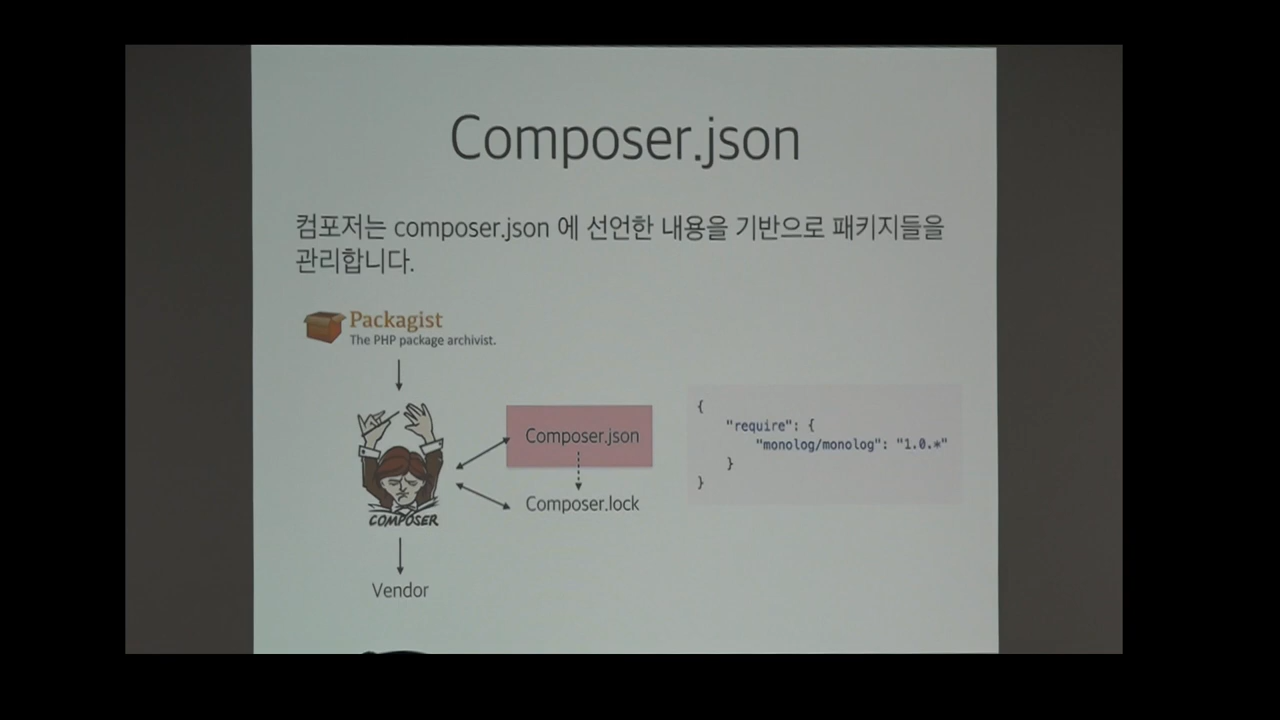 Composer.json
컴포저는 composer.json 에 선언한 내용을 기반으로 패키지들을
관리합니다.
Packagist
The PHP package archivist.
COMPOSER
Vendor
Composer.json
Composer.lock
{
"require": {
"monolog/monolog": "1.0.*"
}
}